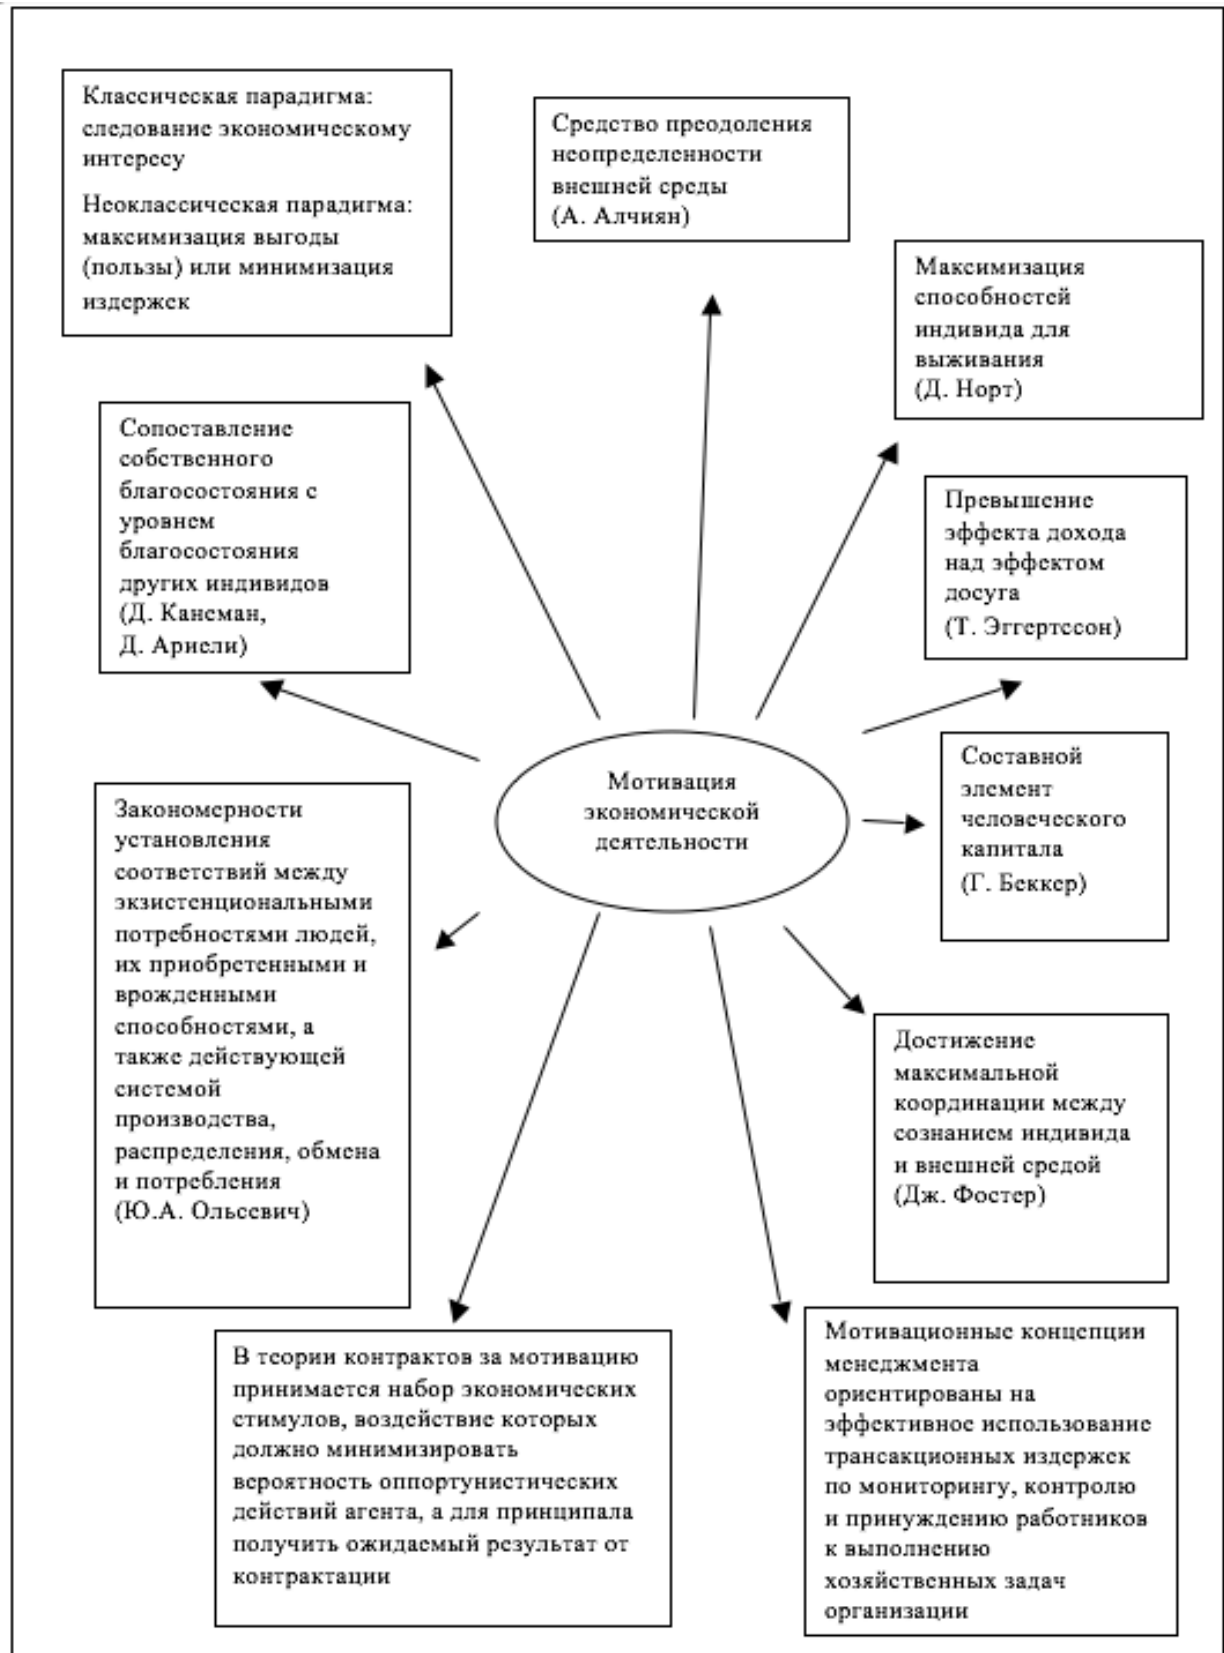 Классическая парадигма:
следование экономическому
интересу
Неоклассическая парадигма:
максимизация выгоды
(пользы) или минимизация
издержек
Средство преодоления
неопределенности
внешней среды
(А. Алчиян)
Максимизация
способностей
индивида для
выживания
(Д. Норт)
Сопоставление
собственного
благосостояния с
уровнем
благосостояния
других индивидов
(Д. Канеман,
Д. Ариели)
Превышение
эффекта дохода
над эффектом
досуга
(Т. Эггертссон)
Мотивация
экономической
деятельности
Составной
элемент
человеческого
капитала
(Г. Беккер)
Закономерности
установления
соответствий между
экзистенциональными
потребностями людей,
их приобретенными и
врожденными
способностями, а
также действующей
системой
производства,
распределения, обмена
и потребления
(Ю.А. Ольсевич)
Достижение
максимальной
координации между
сознанием индивида
и внешней средой
(Дж. Фостер)
В теории контрактов за мотивацию
принимается набор экономических
стимулов, воздействие которых
должно минимизировать
вероятность оппортунистических
действий агента, а для принципала
получить ожидаемый результат от
контрактации
Мотивационные концепции
менеджмента
ориентированы на
эффективное использование
трансакционных издержек
по мониторингу, контролю
и принуждению работников
к выполнению
хозяйственных задач
организации